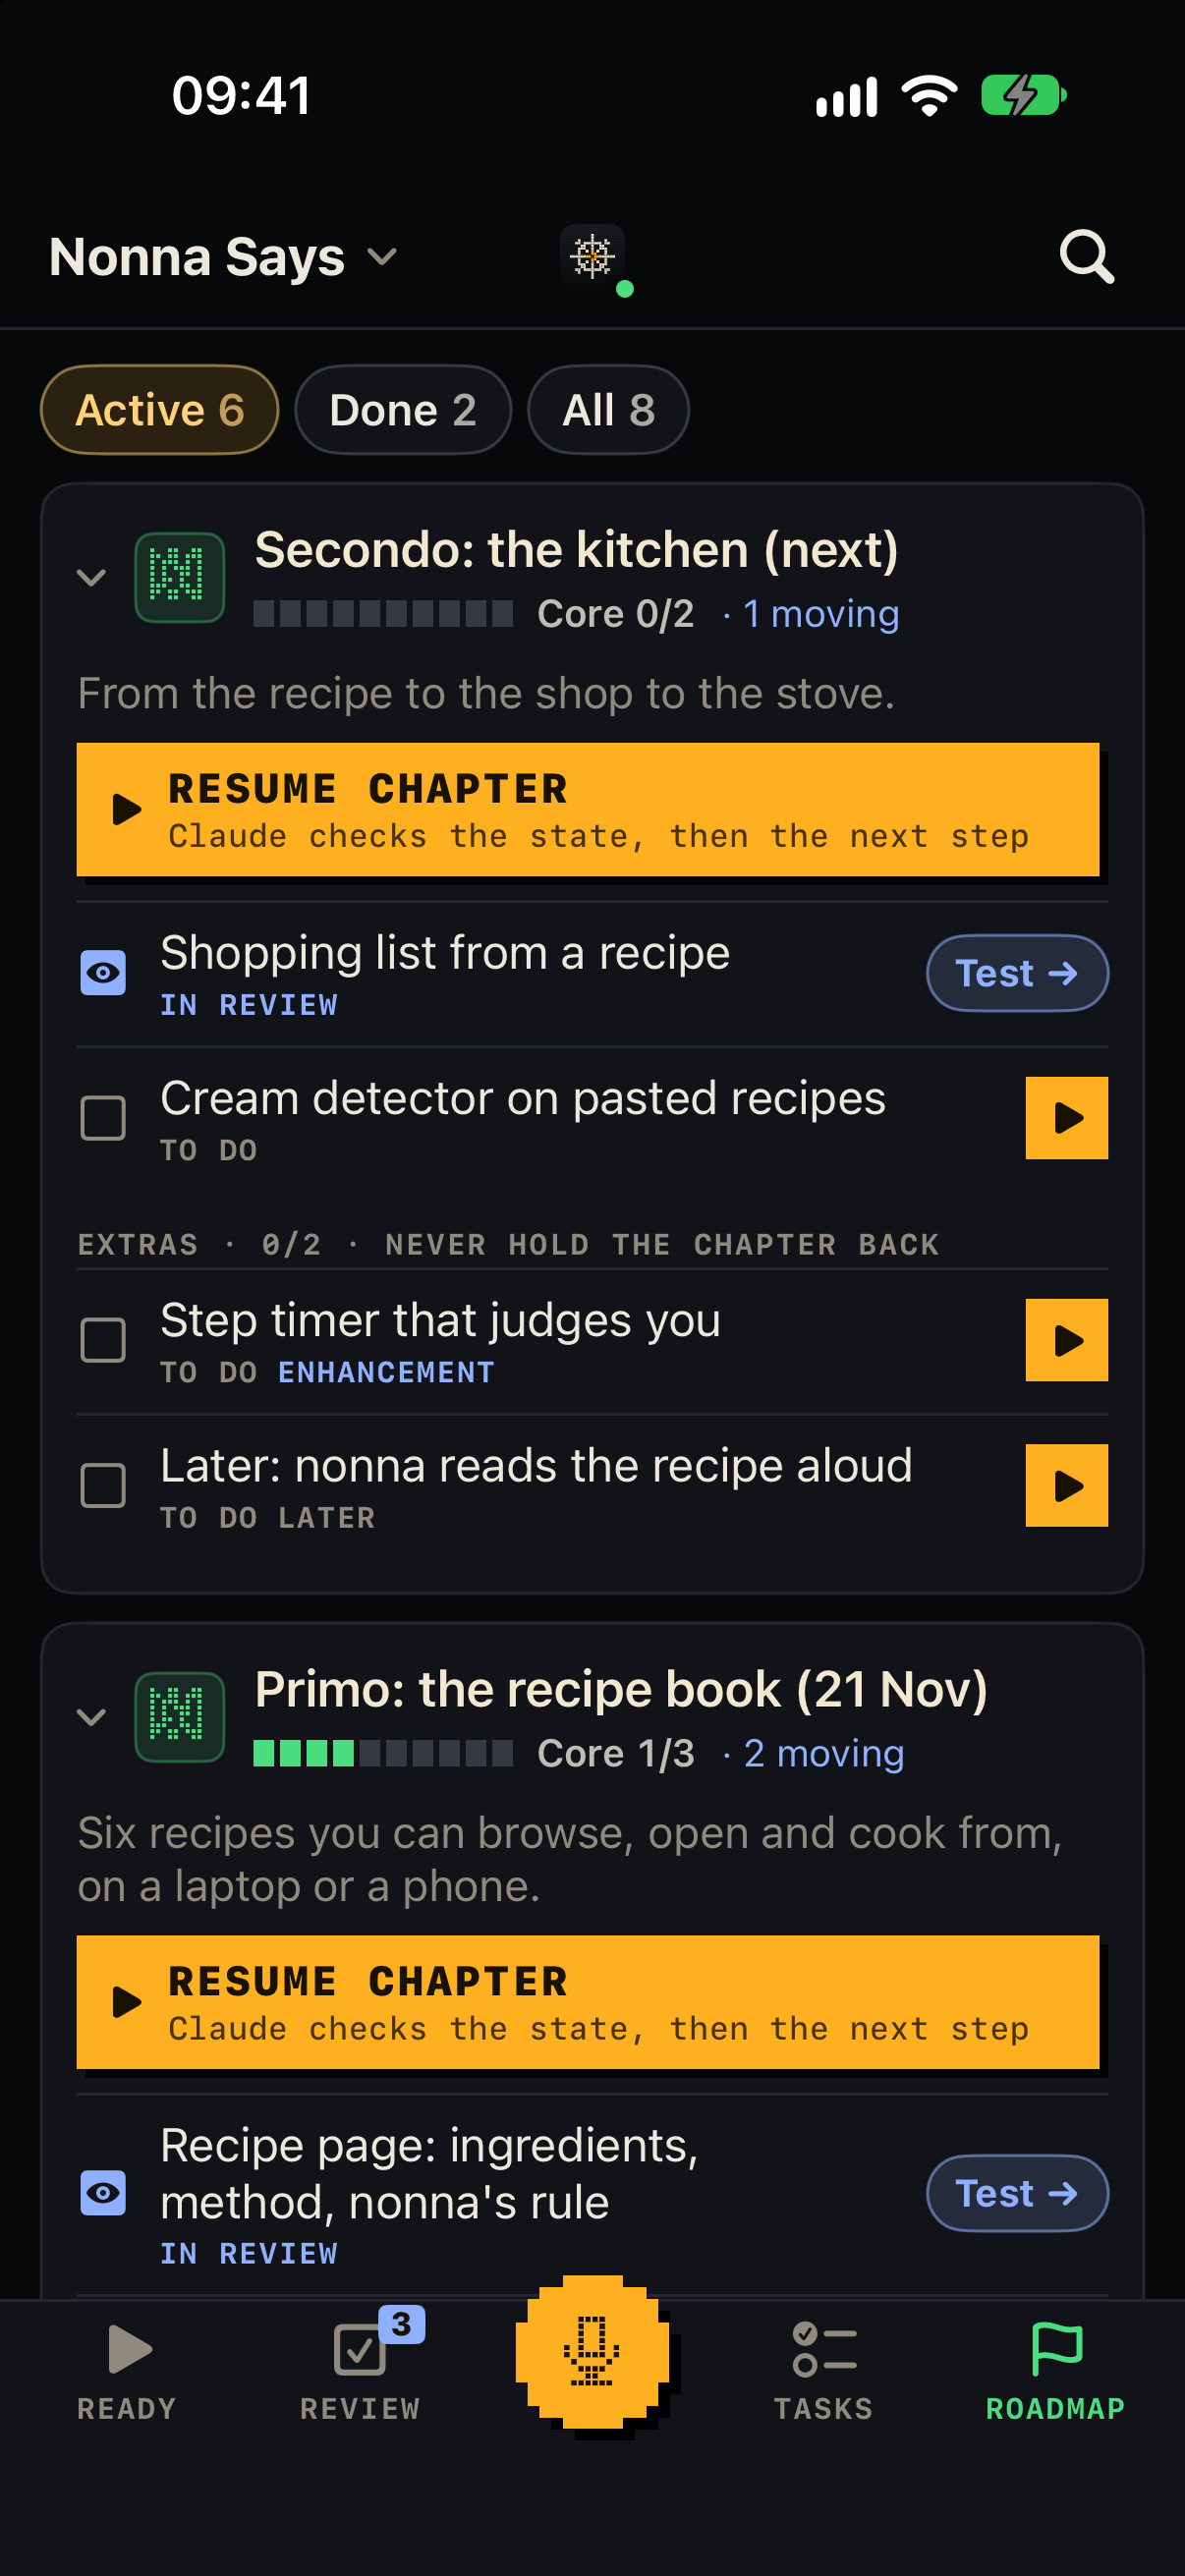 09:41
Nonna Says
Active 6
Done 2
All 8
Secondo: the kitchen (next)
Core 0/2 · 1 moving
From the recipe to the shop to the stove.
RESUME CHAPTER
Claude checks the state, then the next step
Shopping list from a recipe
IN REVIEW
Test →
Cream detector on pasted recipes
TO DO
EXTRAS · 0/2 · NEVER HOLD THE CHAPTER BACK
Step timer that judges you
TO DO ENHANCEMENT
Later: nonna reads the recipe aloud
TO DO LATER
Primo: the recipe book (21 Nov)
Core 1/3 · 2 moving
Six recipes you can browse, open and cook from,
on a laptop or a phone.
RESUME CHAPTER
Claude checks the state, then the next step
Recipe page: ingredients,
method, nonna's rule
IN REVIEW
Test →
READY
3
REVIEW
TASKS
ROADMAP